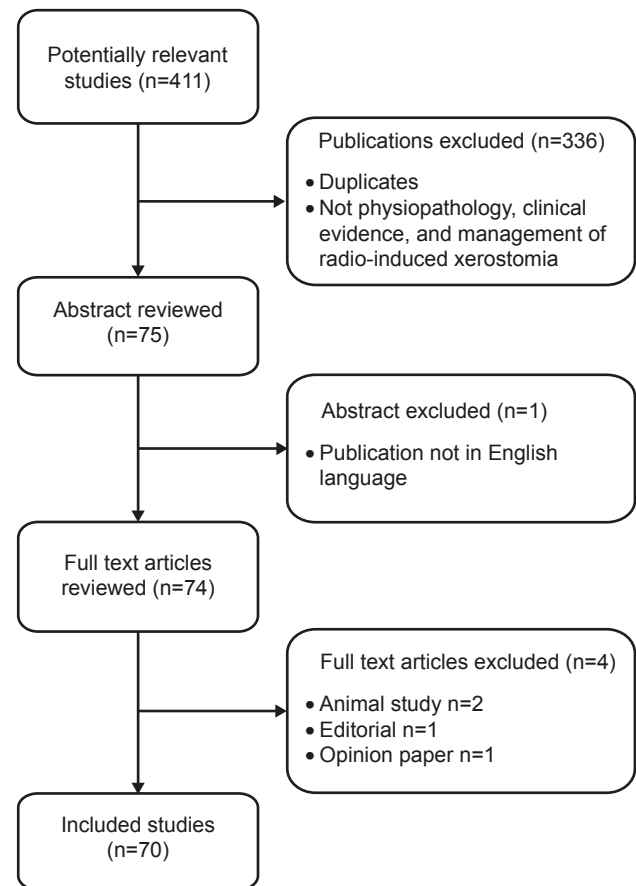 Potentially relevant
studies (n=411)
Publications excluded (n=336)
• Duplicates
• Not physiopathology, clinical
evidence, and management of
radio-induced xerostomia
Abstract reviewed
(n=75)
Abstract excluded (n=1)
• Publication not in English
language
Full text articles
reviewed (n=74)
Full text articles excluded (n=4)
• Animal study n=2
• Editorial n=1
• Opinion paper n=1
Included studies
(n=70)